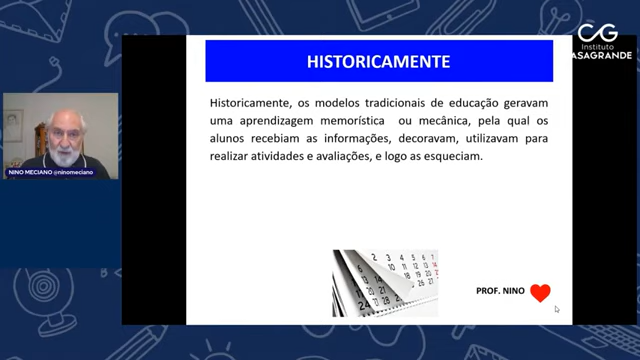 CG
Instituto
CASAGRANDE
HISTORICAMENTE
Historicamente, os modelos tradicionais de educação geravam
uma aprendizagem memorística ou mecânica, pela qual os
alunos recebiam as informações, decoravam, utilizavam para
realizar atividades e avaliações, e logo as esqueciam.
NINO MECIANO @ninomeciano
PROF. NINO